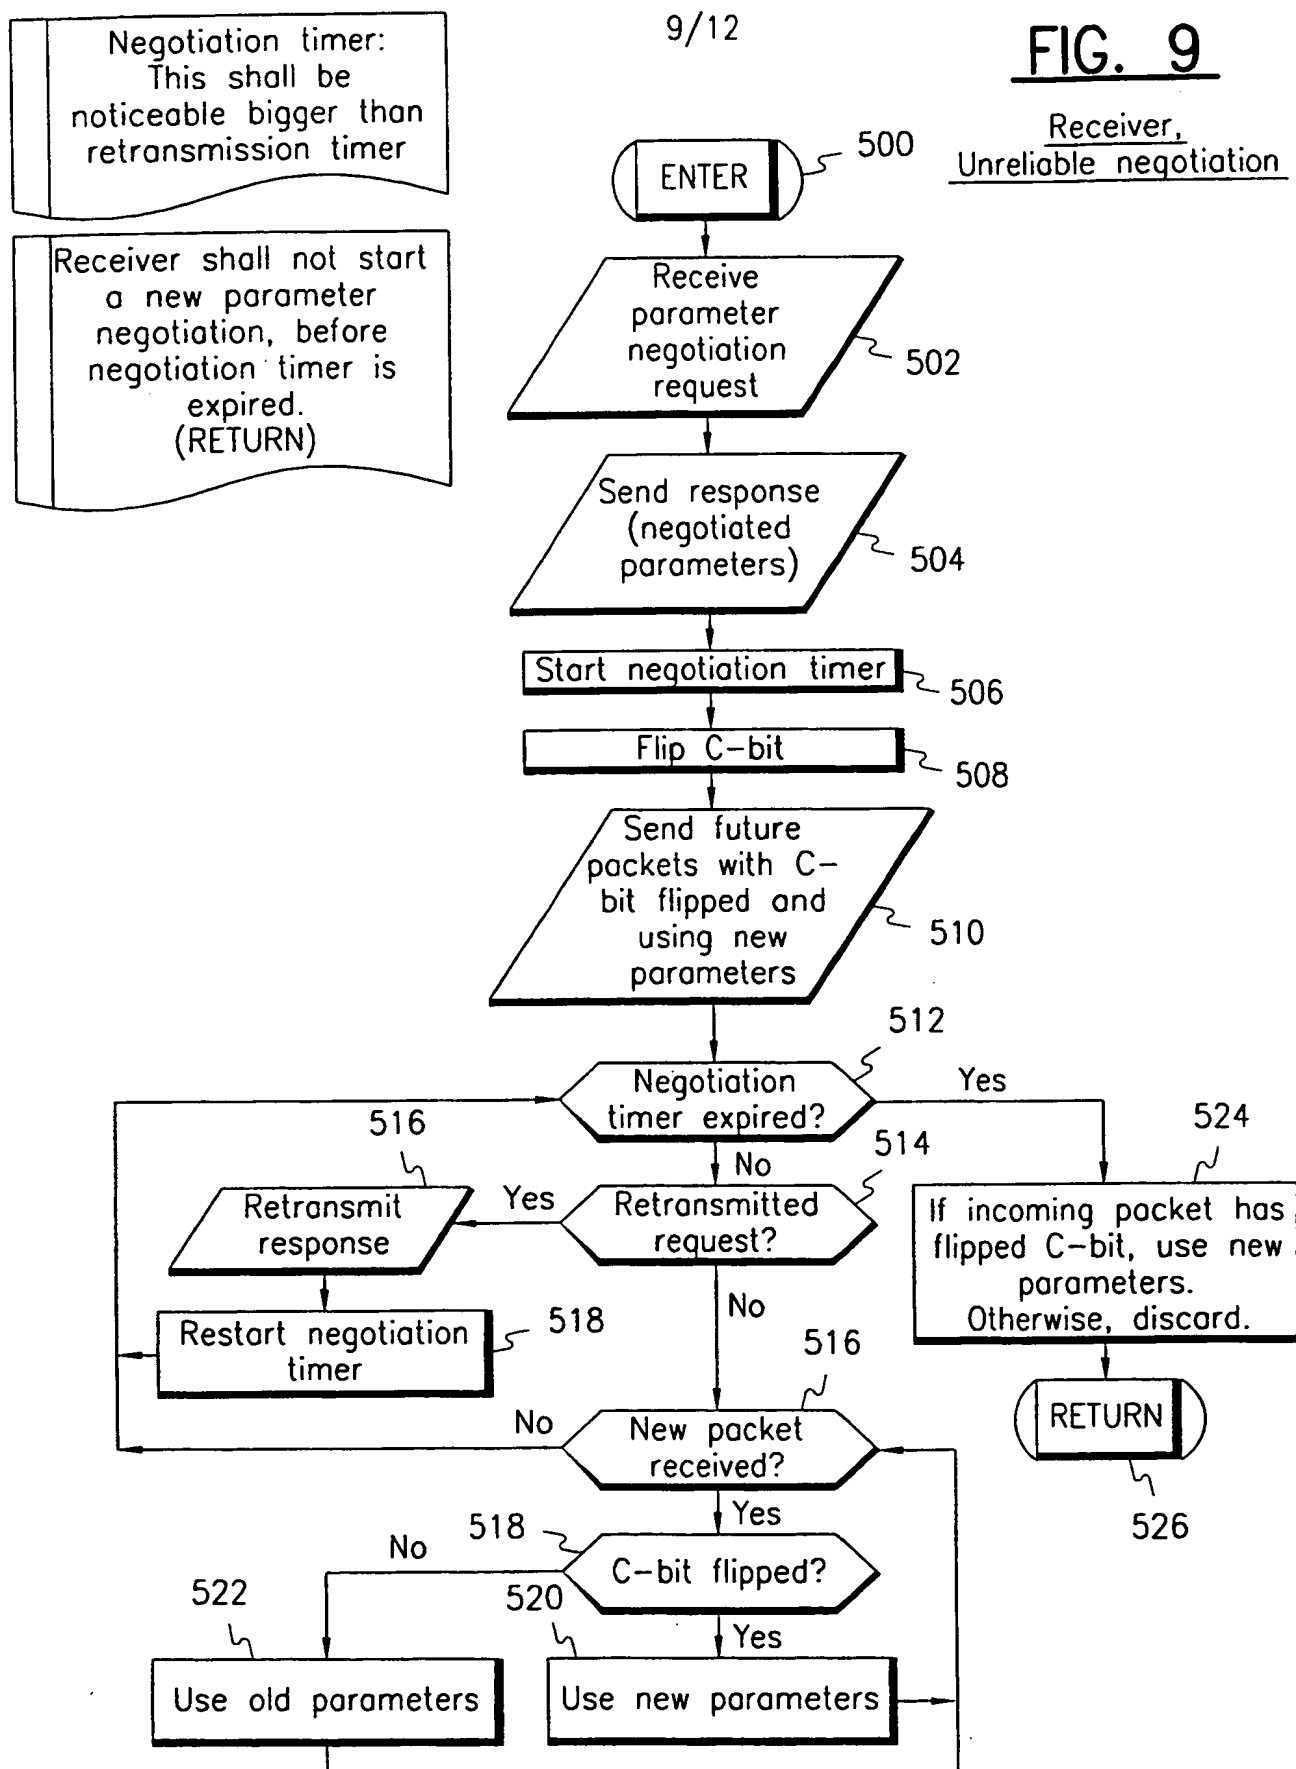 9/12
FIG. 9
Receiver,
Unreliable negotiation
Negotiation timer:
This shall be
noticeable bigger than
retransmission timer
Receiver shall not start
a new parameter
negotiation, before
negotiation timer is
expired.
(RETURN)
ENTER
500
Receive
parameter
negotiation
request
502
Send response
(negotiated
parameters)
504
Start negotiation timer
506
Flip C-bit
508
Send future
packets with C-
bit flipped and
using new
parameters
510
512
Negotiation
timer expired?
Yes
No
516
514
524
Retransmit
response
Yes
Retransmitted
request?
No
If incoming packet has
flipped C-bit, use new
parameters.
Otherwise, discard.
Restart negotiation
timer
518
516
No
New packet
received?
Yes
RETURN
526
518
No
C-bit flipped?
Yes
522
520
Use old parameters
Use new parameters